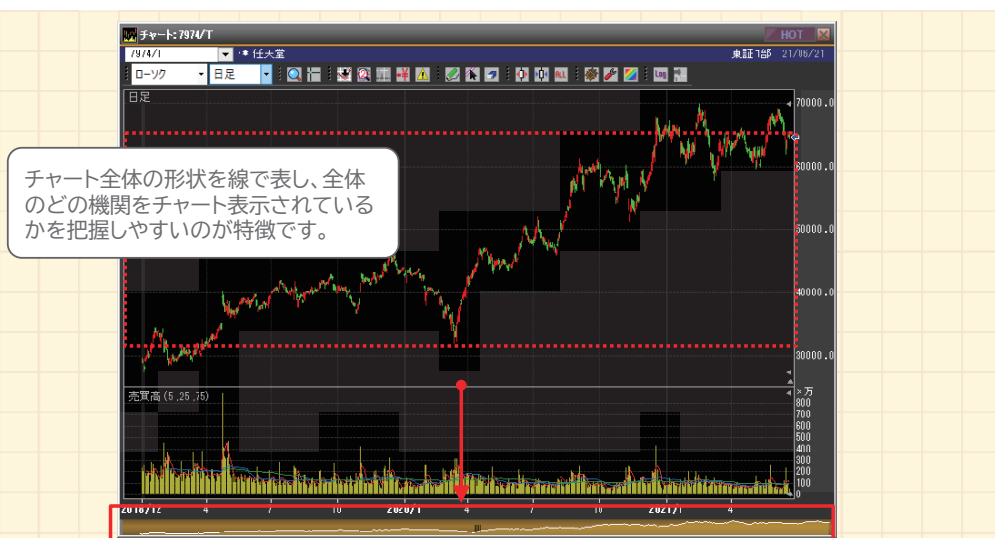 チャート:7974/T
HOT
7974/T
任天堂
東証1部 21/06/21
ローソク
日足
ALL
Log
日足
70000.0
60000.0
チャート全体の形状を線で表し、全体
のどの機関をチャート表示されている
かを把握しやすいのが特徴です。
50000.0
40000.0
30000.0
売買高(5,25,75)
×万
800
700
600
500
400
300
200
100
0
2018/12 4 7 10 2020/1 4 7 10 2021/1 4